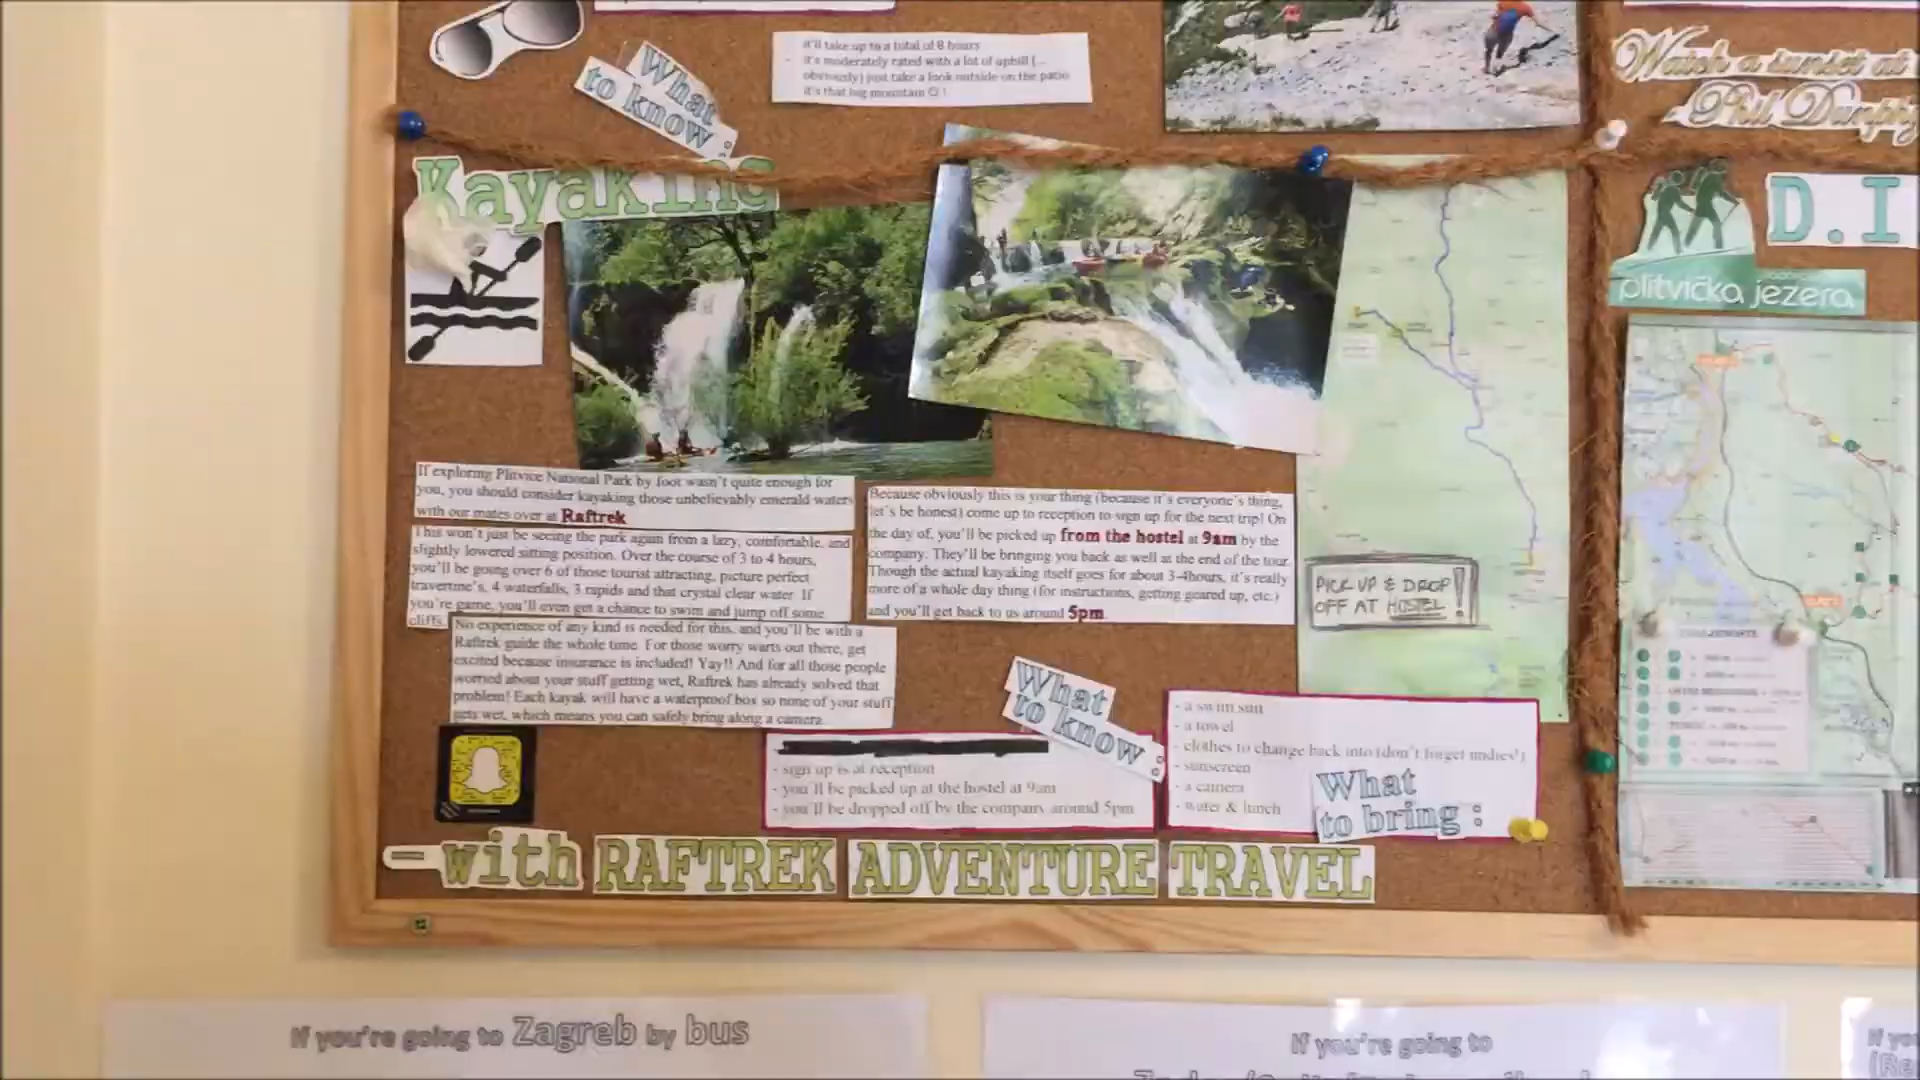 it'll take up to a total of 8 hours
- it's moderately rated with a lot of uphill (...
obviously) just take a look outside on the patio
it's that big mountain ☺ !
What
to know :
Watch a sunset at
- Phil Dunphy
Kayaking
D.I
plitvička jezera
If exploring Plitvice National Park by foot wasn't quite enough for
you, you should consider kayaking those unbelievably emerald waters
with our mates over at Raftrek
This won't just be seeing the park again from a lazy, comfortable, and
slightly lowered sitting position. Over the course of 3 to 4 hours,
you'll be going over 6 of those tourist attracting, picture perfect
travertine's, 4 waterfalls, 3 rapids and that crystal clear water. If
you're game, you'll even get a chance to swim and jump off some
cliffs.
No experience of any kind is needed for this, and you'll be with a
Raftrek guide the whole time. For those worry warts out there, get
excited because insurance is included! Yay!! And for all those people
worried about your stuff getting wet, Raftrek has already solved that
problem! Each kayak will have a waterproof box so none of your stuff
gets wet, which means you can safely bring along a camera.
Because obviously this is your thing (because it's everyone's thing,
let's be honest) come up to reception to sign up for the next trip! On
the day of, you'll be picked up from the hostel at 9am by the
company. They'll be bringing you back as well at the end of the tour.
Though the actual kayaking itself goes for about 3-4hours, it's really
more of a whole day thing (for instructions, getting geared up, etc.)
and you'll get back to us around 5pm.
PICK UP & DROP
OFF AT HOSTEL !
What
to know :
- sign up is at reception
- you'll be picked up at the hostel at 9am
- you'll be dropped off by the company around 5pm
- a swim suit
- a towel
- clothes to change back into (don't forget undies!)
- sunscreen
- a camera
- water & lunch
What
to bring :
- with RAFTREK ADVENTURE TRAVEL
If you're going to Zagreb by bus
If you're going to